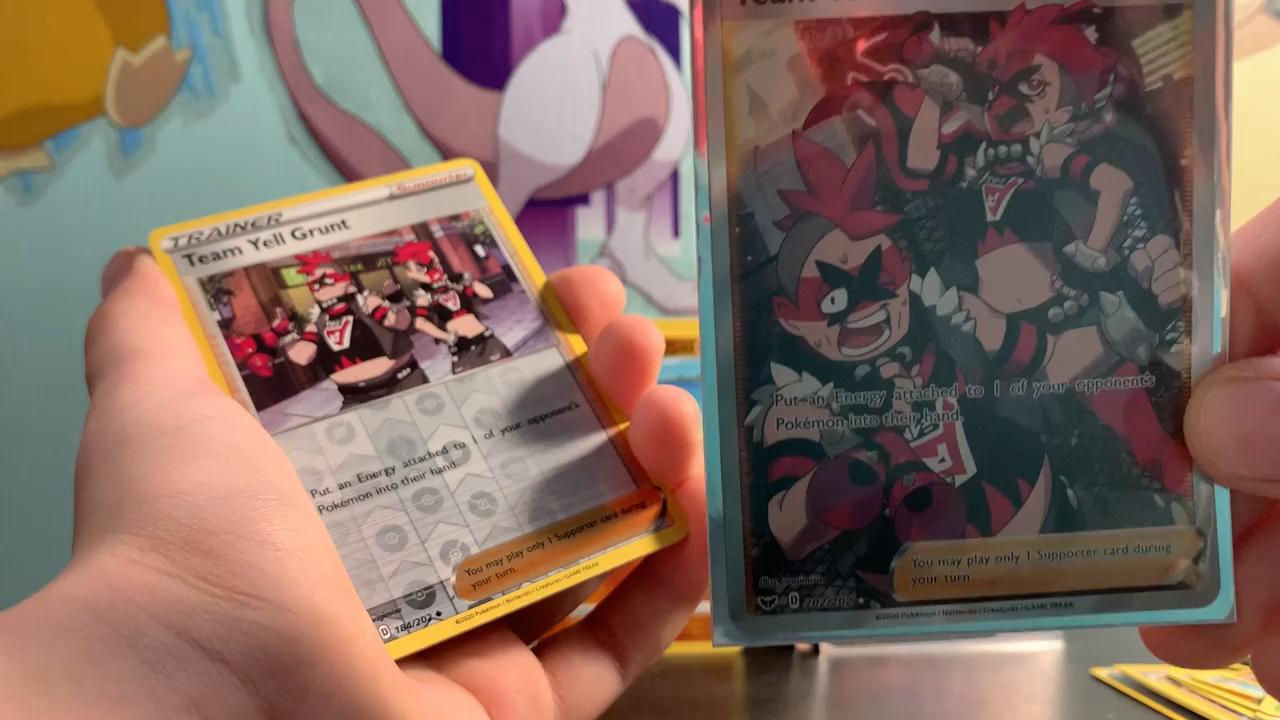 TRAINER
Supporter
Team Yell Grunt
Put an Energy attached to 1 of your opponent's
Pokémon into their hand.
You may play only 1 Supporter card during
your turn.
D 184/202
©2020 Pokémon / Nintendo / Creatures / GAME FREAK
Put an Energy attached to 1 of your opponent's
Pokémon into their hand.
You may play only 1 Supporter card during
your turn.
D 202/202
©2020 Pokémon / Nintendo / Creatures / GAME FREAK